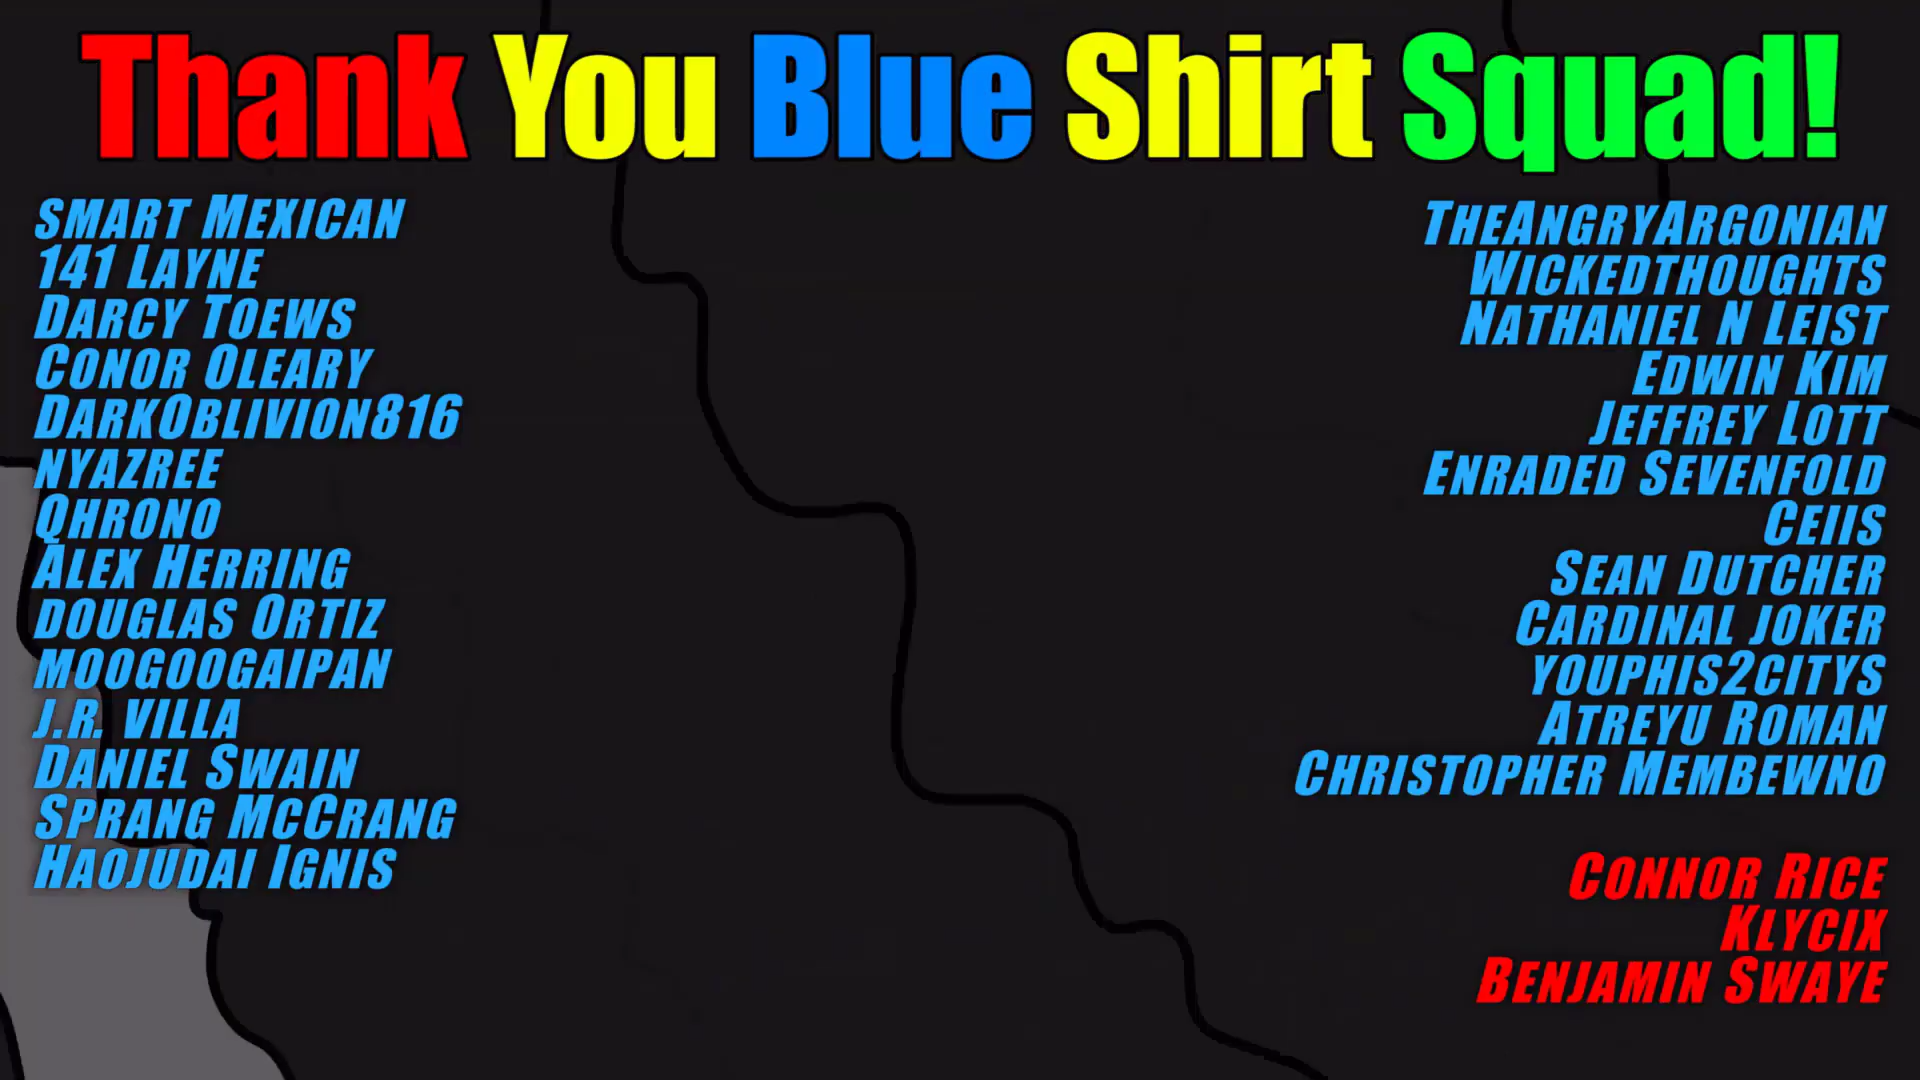 Thank You Blue Shirt Squad!
smart Mexican
141 Layne
Darcy Toews
Conor Oleary
DarkOblivion816
nyazree
Qhrono
Alex Herring
douglas Ortiz
moogoogaipan
j.r. villa
Daniel Swain
Sprang McCrang
Haojudai Ignis
TheAngryArgonian
Wickedthoughts
Nathaniel N Leist
Edwin Kim
Jeffrey Lott
Enraded Sevenfold
Ceiis
Sean Dutcher
Cardinal joker
youphis2citys
Atreyu Roman
Christopher Membewno
Connor Rice
Klycix
Benjamin Swaye